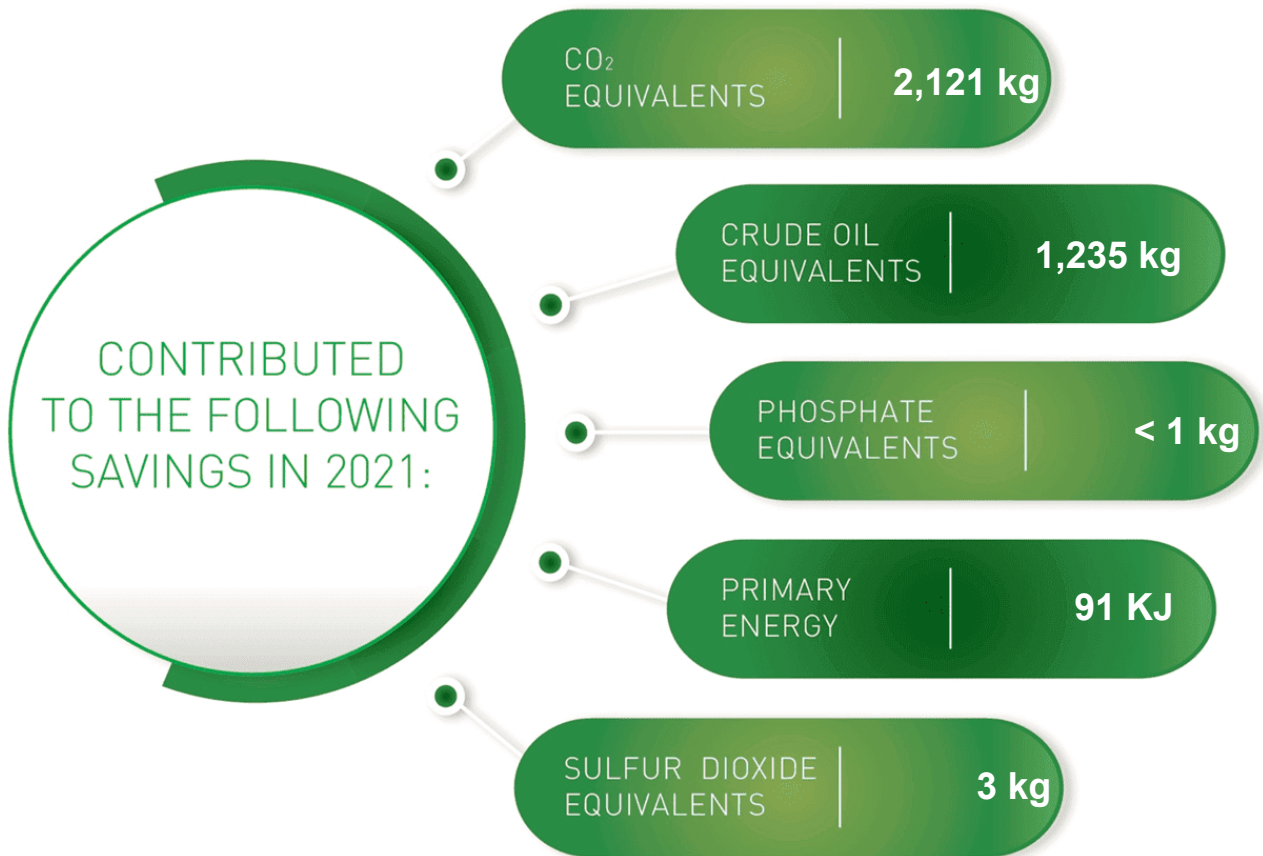 CONTRIBUTED
TO THE FOLLOWING
SAVINGS IN 2021:
CO₂
EQUIVALENTS
2,121 kg
CRUDE OIL
EQUIVALENTS
1,235 kg
PHOSPHATE
EQUIVALENTS
< 1 kg
PRIMARY
ENERGY
91 KJ
SULFUR DIOXIDE
EQUIVALENTS
3 kg